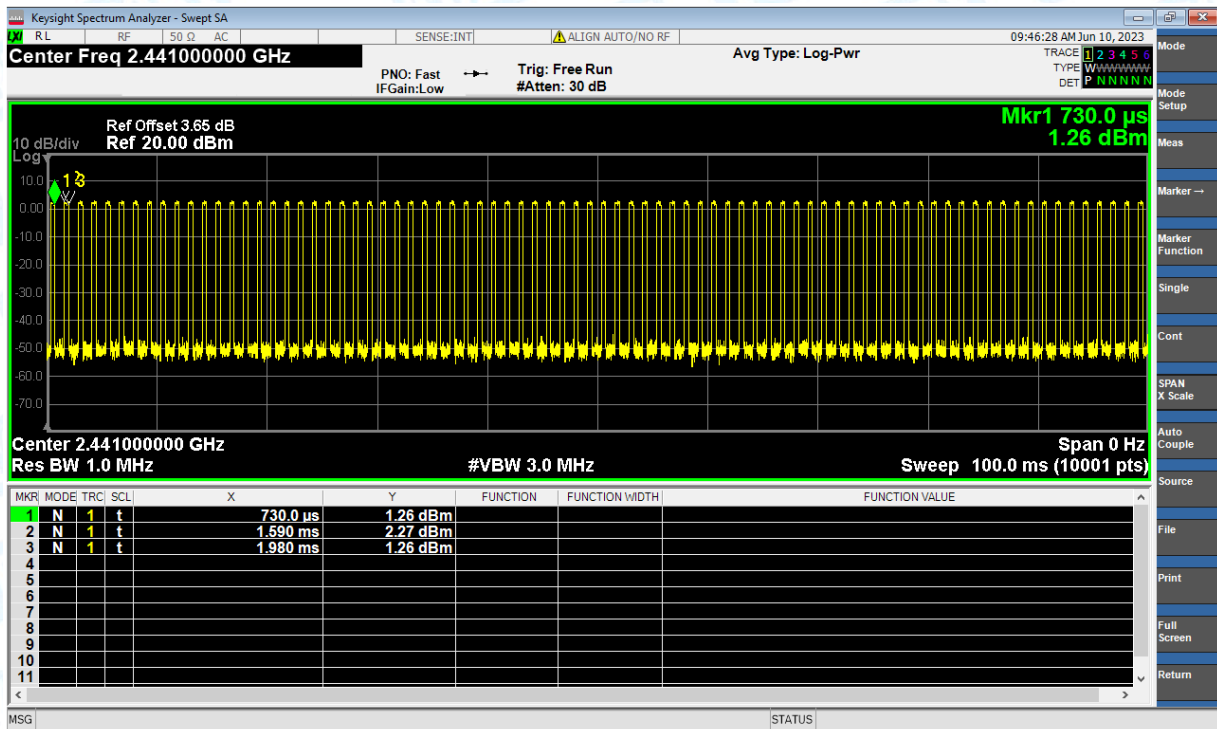 Keysight Spectrum Analyzer - Swept SA
LXI RL RF 50 Ω AC SENSE:INT ALIGN AUTO/NO RF 09:46:28 AM Jun 10, 2023
Center Freq 2.441000000 GHz
PNO: Fast
IFGain:Low
Trig: Free Run
#Atten: 30 dB
Avg Type: Log-Pwr
TRACE 1 2 3 4 5 6
TYPE WWWWWW
DET P N N N N N
Mkr1 730.0 µs
1.26 dBm
Ref Offset 3.65 dB
10 dB/div Ref 20.00 dBm
Log
10.0
0.00
-10.0
-20.0
-30.0
-40.0
-50.0
-60.0
-70.0
1
3
Center 2.441000000 GHz Span 0 Hz
Res BW 1.0 MHz #VBW 3.0 MHz Sweep 100.0 ms (10001 pts)
MKR MODE TRC SCL X Y FUNCTION FUNCTION WIDTH FUNCTION VALUE
1 N 1 t 730.0 µs 1.26 dBm
2 N 1 t 1.590 ms 2.27 dBm
3 N 1 t 1.980 ms 1.26 dBm
4
5
6
7
8
9
10
11
MSG STATUS
Mode
Mode
Setup
Meas
Marker →
Marker
Function
Single
Cont
SPAN
X Scale
Auto
Couple
Source
File
Print
Full
Screen
Return